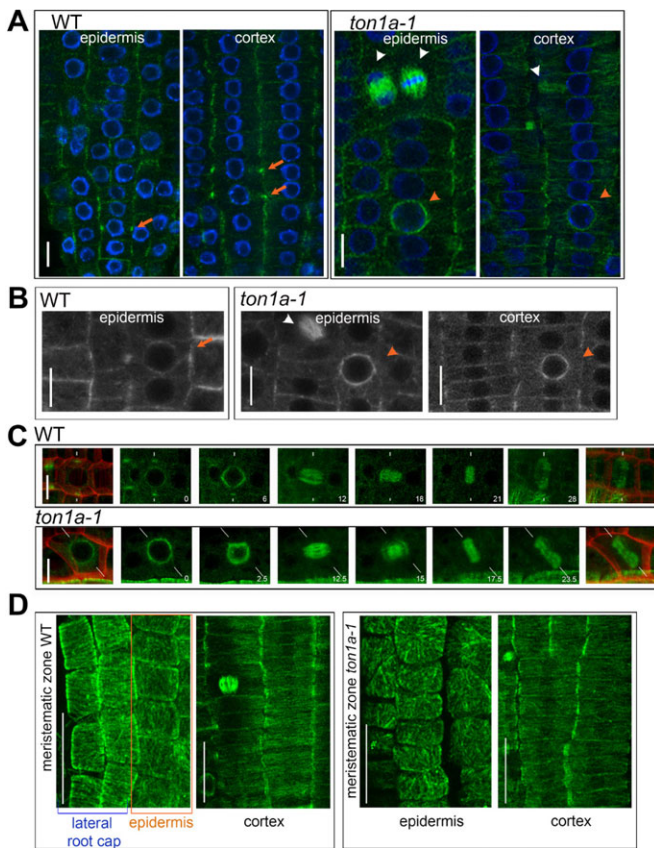 A
WT
ton1a-1
epidermis
cortex
epidermis
cortex
B
WT
ton1a-1
epidermis
epidermis
cortex
C
WT
0
6
12
18
21
28
ton1a-1
0
2.5
12.5
15
17.5
23.5
D
meristematic zone WT
meristematic zone ton1a-1
lateral
root cap
epidermis
cortex
epidermis
cortex